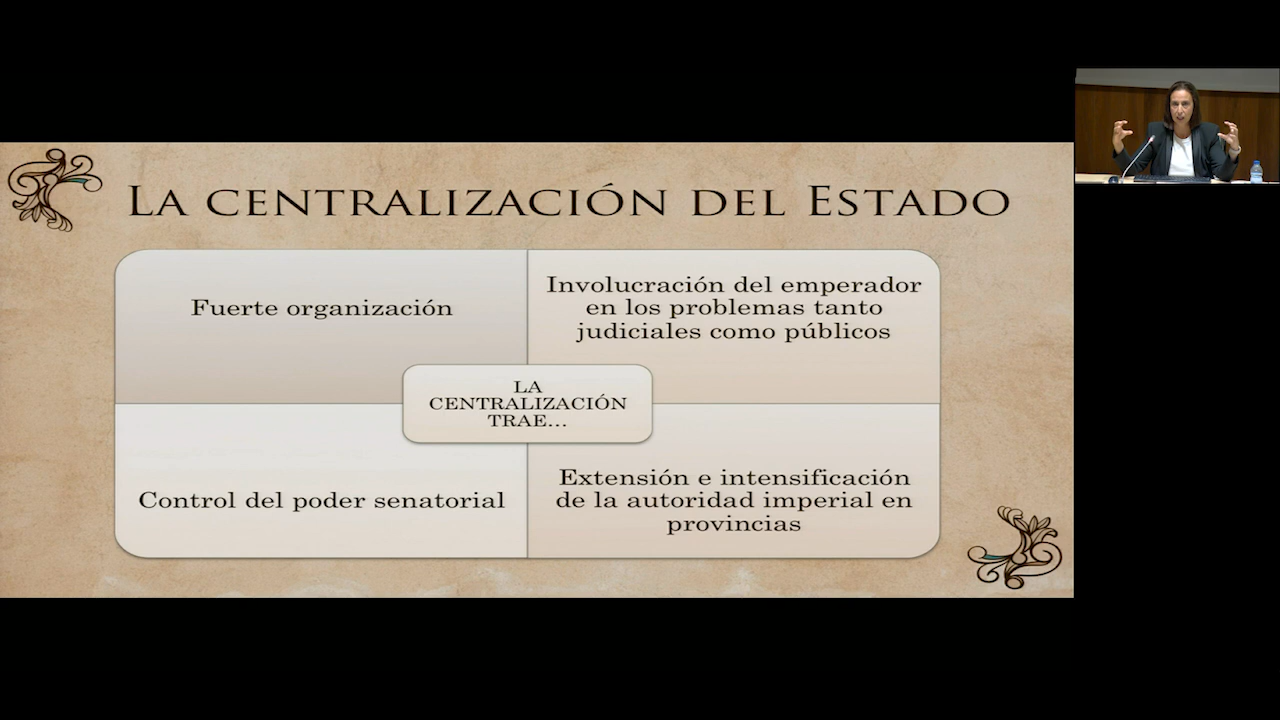 LA CENTRALIZACIÓN DEL ESTADO
Fuerte organización
Involucración del emperador
en los problemas tanto
judiciales como públicos
LA
CENTRALIZACIÓN
TRAE...
Control del poder senatorial
Extensión e intensificación
de la autoridad imperial en
provincias